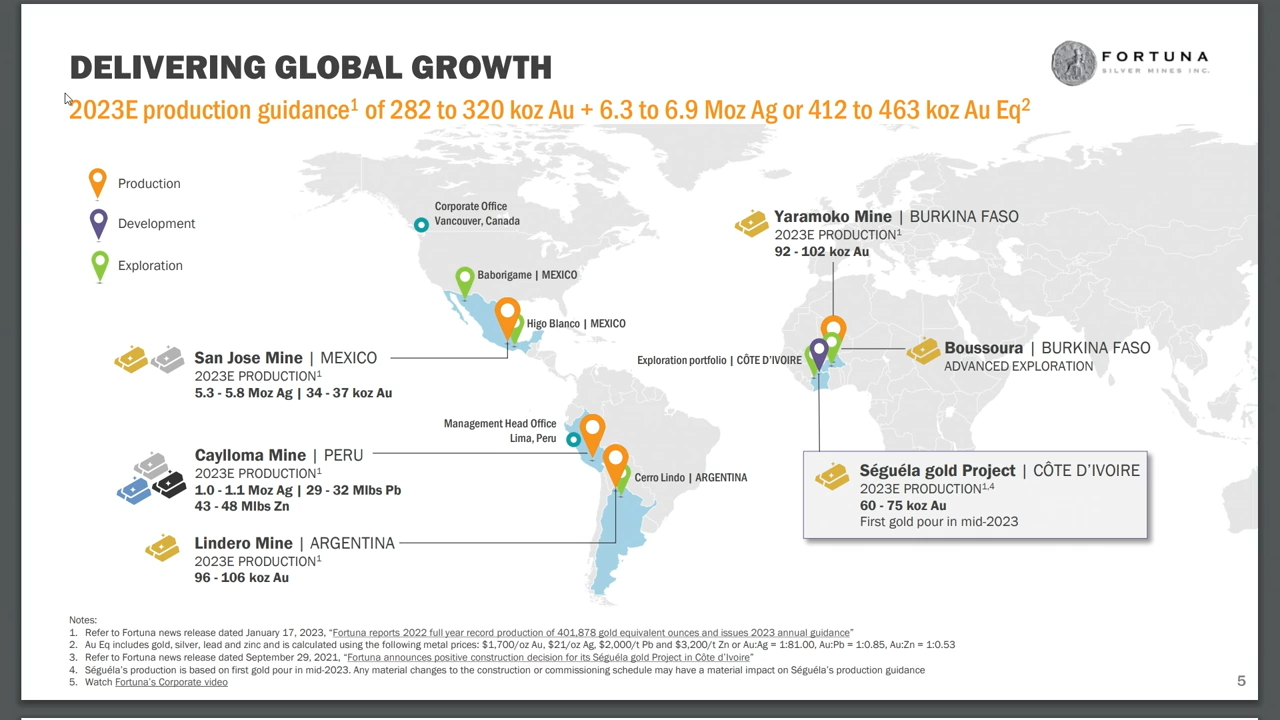 DELIVERING GLOBAL GROWTH
FORTUNA
SILVER MINES INC.
2023E production guidance1 of 282 to 320 koz Au + 6.3 to 6.9 Moz Ag or 412 to 463 koz Au Eq2
Production
Development
Exploration
Corporate Office
Vancouver, Canada
Baborigame | MEXICO
Higo Blanco | MEXICO
San Jose Mine | MEXICO
2023E PRODUCTION1
5.3 - 5.8 Moz Ag | 34 - 37 koz Au
Management Head Office
Lima, Peru
Caylloma Mine | PERU
2023E PRODUCTION1
1.0 - 1.1 Moz Ag | 29 - 32 Mlbs Pb
43 - 48 Mlbs Zn
Cerro Lindo | ARGENTINA
Lindero Mine | ARGENTINA
2023E PRODUCTION1
96 - 106 koz Au
Yaramoko Mine | BURKINA FASO
2023E PRODUCTION1
92 - 102 koz Au
Exploration portfolio | CÔTE D'IVOIRE
Boussoura | BURKINA FASO
ADVANCED EXPLORATION
Séguéla gold Project | CÔTE D'IVOIRE
2023E PRODUCTION1,4
60 - 75 koz Au
First gold pour in mid-2023
Notes:
1. Refer to Fortuna news release dated January 17, 2023, "Fortuna reports 2022 full year record production of 401,878 gold equivalent ounces and issues 2023 annual guidance"
2. Au Eq includes gold, silver, lead and zinc and is calculated using the following metal prices: $1,700/oz Au, $21/oz Ag, $2,000/t Pb and $3,200/t Zn or Au:Ag = 1:81.00, Au:Pb = 1:0.85, Au:Zn = 1:0.53
3. Refer to Fortuna news release dated September 29, 2021, "Fortuna announces positive construction decision for its Séguéla gold Project in Côte d'Ivoire"
4. Séguéla's production is based on first gold pour in mid-2023. Any material changes to the construction or commissioning schedule may have a material impact on Séguéla's production guidance
5. Watch Fortuna's Corporate video
5